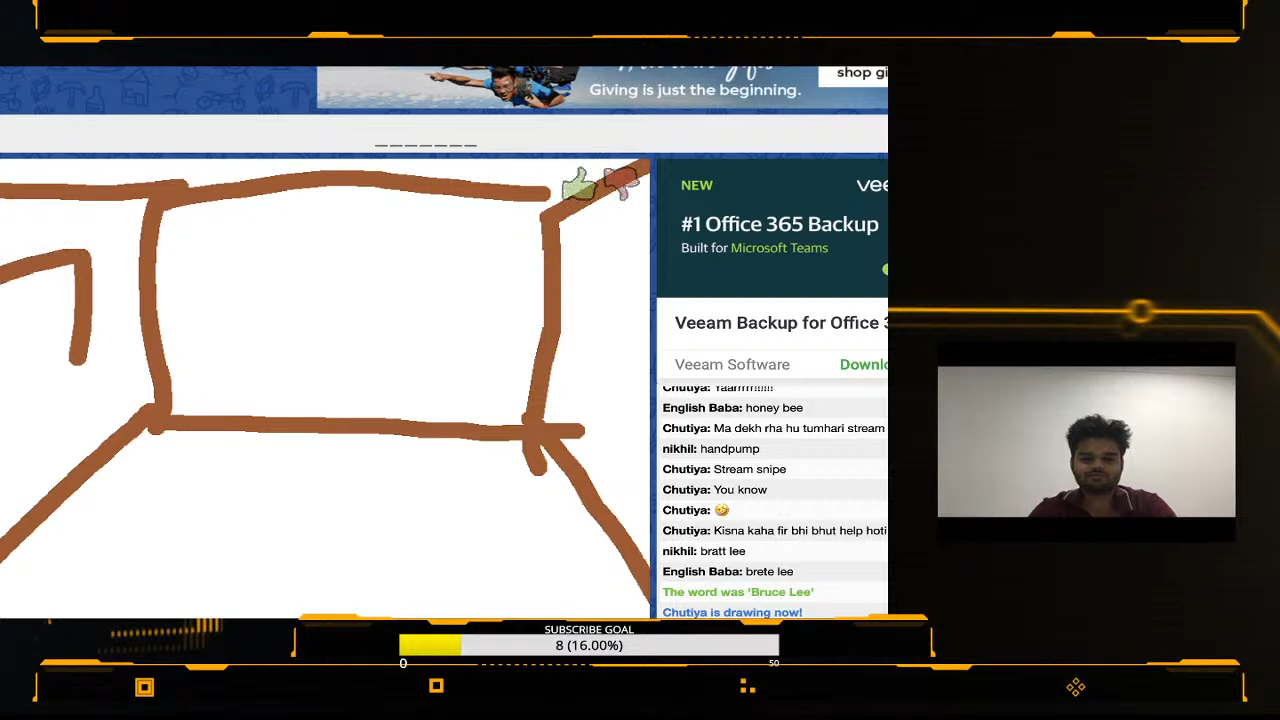 Giving is just the beginning.
shop gi
_ _ _ _ _ _ _
NEW
vee
#1 Office 365 Backup
Built for Microsoft Teams
Veeam Backup for Office 3
Veeam Software
Downlo
Chutiya: Yaarrrr!!!!!!
English Baba: honey bee
Chutiya: Ma dekh rha hu tumhari stream
nikhil: handpump
Chutiya: Stream snipe
Chutiya: You know
Chutiya: 🤣
Chutiya: Kisna kaha fir bhi bhut help hoti
nikhil: bratt lee
English Baba: brete lee
The word was 'Bruce Lee'
Chutiya is drawing now!
SUBSCRIBE GOAL
8 (16.00%)
0
50